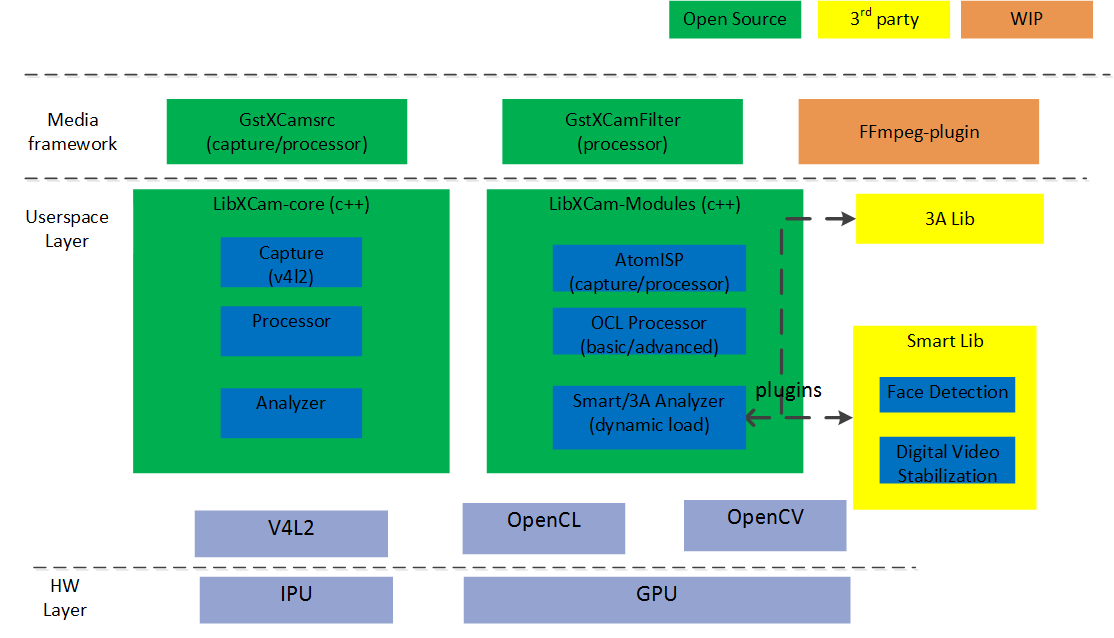 Open Source
3rd party
WIP
Media
framework
GstXCamsrc
(capture/processor)
GstXCamFilter
(processor)
FFmpeg-plugin
Userspace
Layer
LibXCam-core (c++)
Capture
(v4l2)
Processor
Analyzer
LibXCam-Modules (c++)
AtomISP
(capture/processor)
OCL Processor
(basic/advanced)
Smart/3A Analyzer
(dynamic load)
plugins
3A Lib
Smart Lib
Face Detection
Digital Video
Stabilization
V4L2
OpenCL
OpenCV
HW
Layer
IPU
GPU